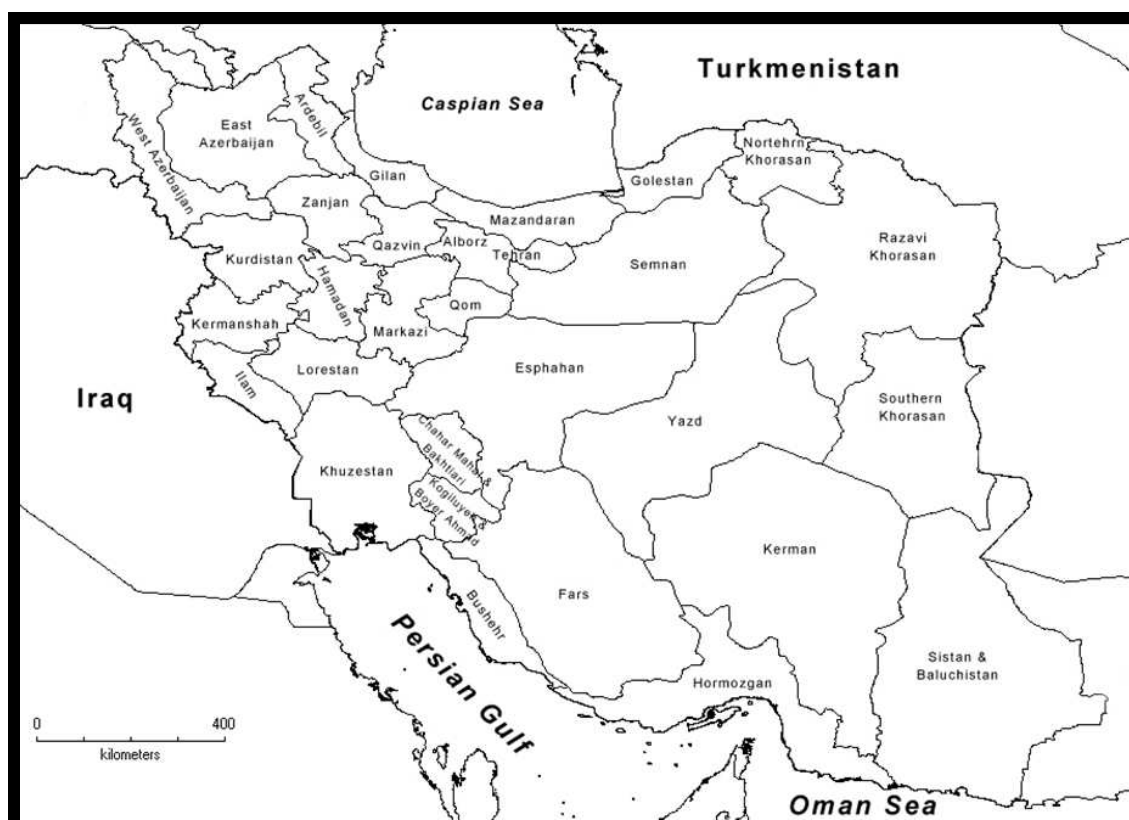 Turkmenistan
Caspian Sea
Ardebil
East
Azerbaijan
West Azerbaijan
Nortehrn
Khorasan
Gilan
Golestan
Zanjan
Mazandaran
Qazvin
Alborz
Tehran
Razavi
Khorasan
Kurdistan
Semnan
Hamadan
Qom
Kermanshah
Markazi
Ilam
Lorestan
Esphahan
Iraq
Southern
Khorasan
Yazd
Chahar Mahal &
Bakhtiari
Khuzestan
Kogiluyeh &
Boyer Ahmad
Kerman
Fars
Bushehr
Persian Gulf
Sistan &
Baluchistan
Hormozgan
0 400
kilometers
Oman Sea